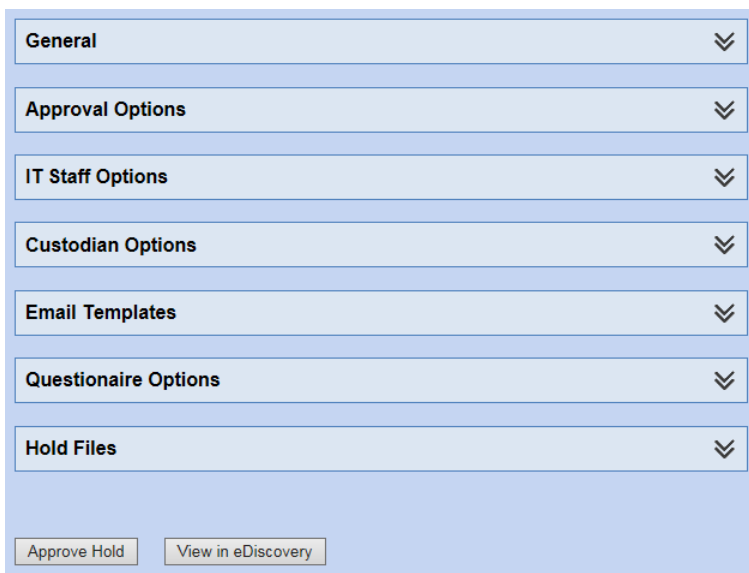 General
Approval Options
IT Staff Options
Custodian Options
Email Templates
Questionaire Options
Hold Files
Approve Hold View in eDiscovery